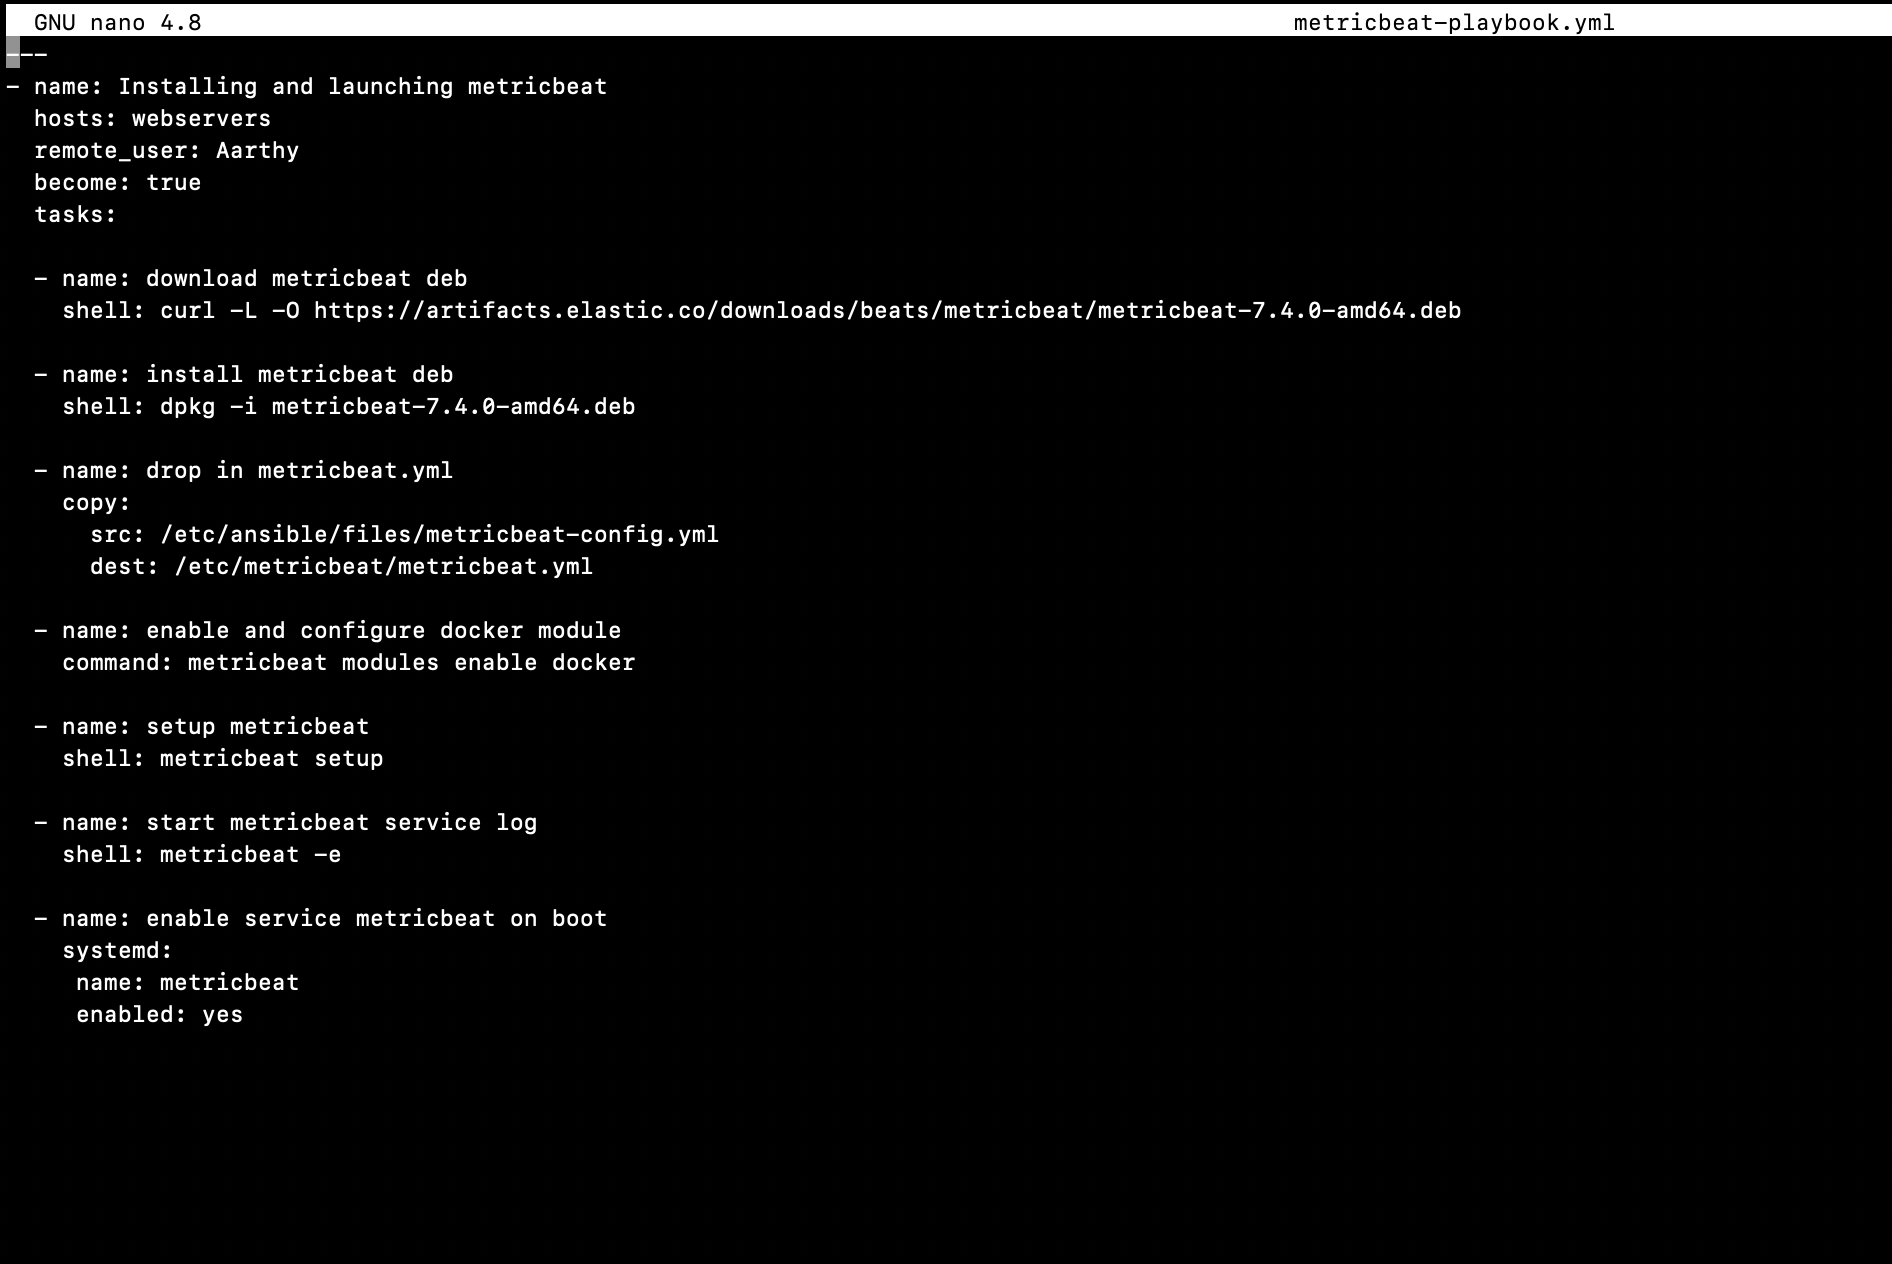 GNU nano 4.8 metricbeat-playbook.yml
---
- name: Installing and launching metricbeat
hosts: webservers
remote_user: Aarthy
become: true
tasks:
- name: download metricbeat deb
shell: curl -L -O https://artifacts.elastic.co/downloads/beats/metricbeat/metricbeat-7.4.0-amd64.deb
- name: install metricbeat deb
shell: dpkg -i metricbeat-7.4.0-amd64.deb
- name: drop in metricbeat.yml
copy:
src: /etc/ansible/files/metricbeat-config.yml
dest: /etc/metricbeat/metricbeat.yml
- name: enable and configure docker module
command: metricbeat modules enable docker
- name: setup metricbeat
shell: metricbeat setup
- name: start metricbeat service log
shell: metricbeat -e
- name: enable service metricbeat on boot
systemd:
name: metricbeat
enabled: yes